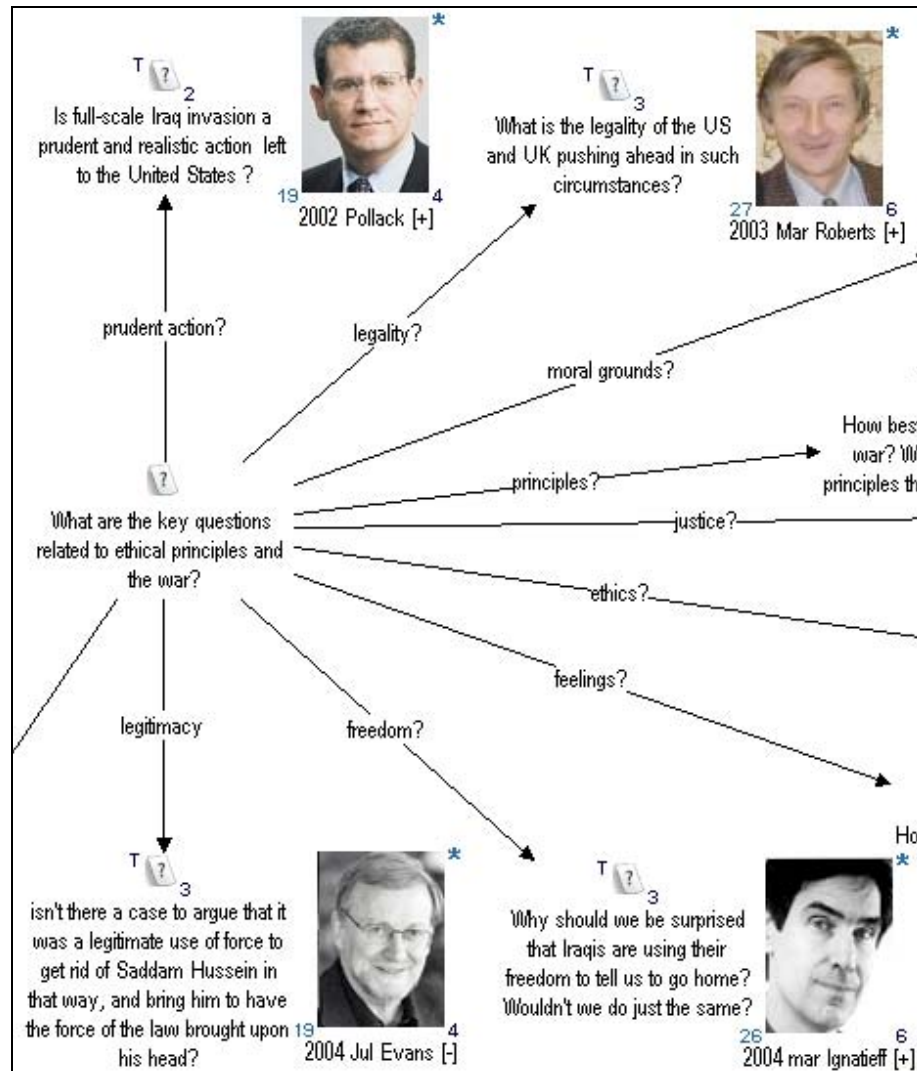 *
T ?
2
Is full-scale Iraq invasion a
prudent and realistic action left
to the United States ?
19
4
2002 Pollack [+]
*
T ?
3
What is the legality of the US
and UK pushing ahead in such
circumstances?
27
6
2003 Mar Roberts [+]
prudent action?
legality?
moral grounds?
How best
war? W
principles th
principles?
justice?
?
What are the key questions
related to ethical principles and
the war?
ethics?
feelings?
legitimacy
freedom?
Ho
T ?
3
isn't there a case to argue that it
was a legitimate use of force to
get rid of Saddam Hussein in
that way, and bring him to have
the force of the law brought upon
his head?
*
19
4
2004 Jul Evans [-]
T ?
3
Why should we be surprised
that Iraqis are using their
freedom to tell us to go home?
Wouldn't we do just the same?
*
26
6
2004 mar Ignatieff [+]